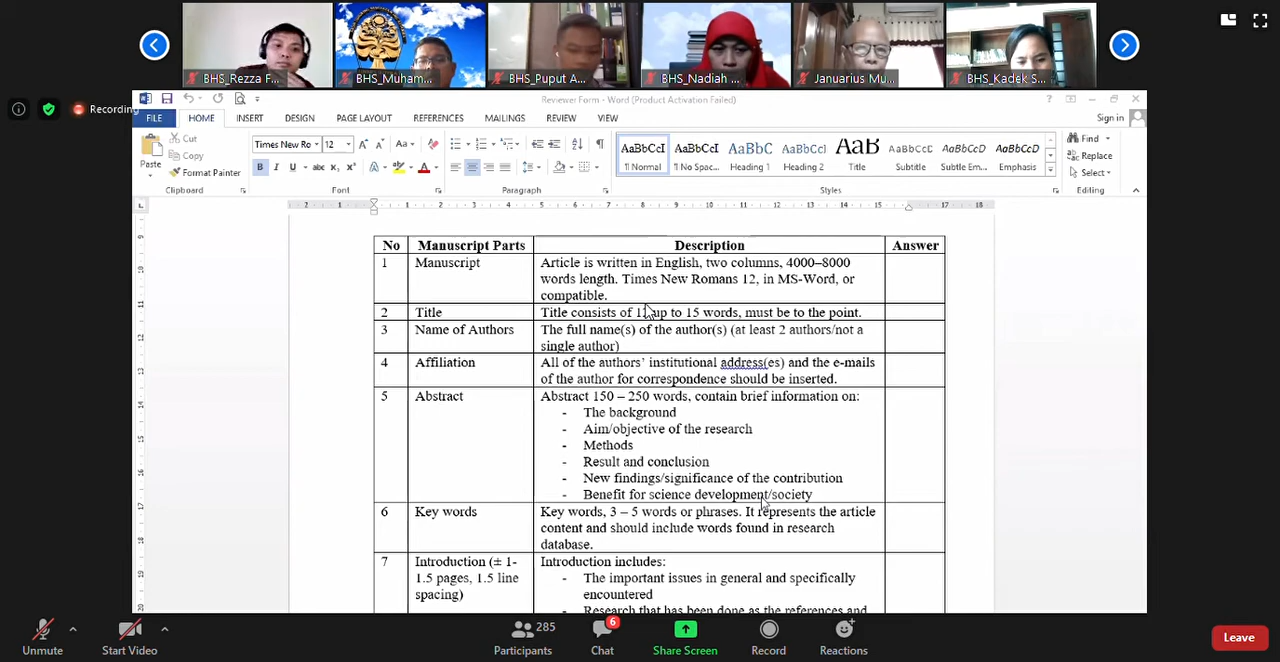 BHS_Rezza F...
BHS_Muham...
BHS_Puput A...
BHS_Nadiah ...
Januarius Mu...
BHS_Kadek S...
Recording
Reviewer Form - Word (Product Activation Failed)
FILE
HOME
INSERT
DESIGN
PAGE LAYOUT
REFERENCES
MAILINGS
REVIEW
VIEW
Sign in
Paste
Cut
Copy
Format Painter
Clipboard
Times New Ro
12
Font
Paragraph
AaBbCcI
¶ Normal
AaBbCcI
¶ No Spac...
AaBbC
Heading 1
AaBbCcI
Heading 2
AaB
Title
AaBbCcC
Subtitle
AaBbCcD
Subtle Em...
AaBbCcD
Emphasis
Styles
Find
Replace
Select
Editing
No Manuscript Parts Description Answer
1 Manuscript Article is written in English, two columns, 4000–8000
words length. Times New Romans 12, in MS-Word, or
compatible.
2 Title Title consists of up to 15 words, must be to the point.
3 Name of Authors The full name(s) of the author(s) (at least 2 authors/not a
single author)
4 Affiliation All of the authors’ institutional address(es) and the e-mails
of the author for correspondence should be inserted.
5 Abstract Abstract 150 – 250 words, contain brief information on:
- The background
- Aim/objective of the research
- Methods
- Result and conclusion
- New findings/significance of the contribution
- Benefit for science development/society
6 Key words Key words, 3 – 5 words or phrases. It represents the article
content and should include words found in research
database.
7 Introduction (± 1-
1.5 pages, 1.5 line
spacing)
Introduction includes:
- The important issues in general and specifically
encountered
- Research that has been done as the references and
Unmute
Start Video
285
Participants
6
Chat
Share Screen
Record
Reactions
Leave